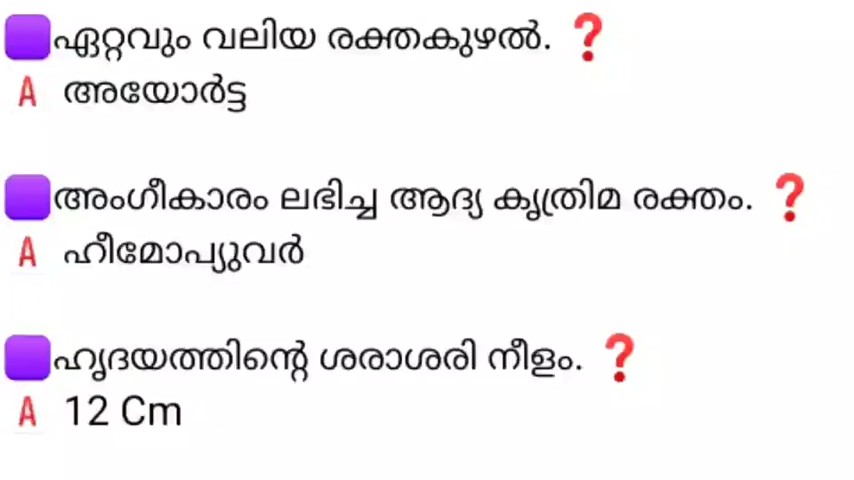 🟪ഏറ്റവും വലിയ രക്തകുഴൽ. ❓
A അയോർട്ട
🟪അംഗീകാരം ലഭിച്ച ആദ്യ കൃത്രിമ രക്തം. ❓
A ഹീമോപ്യുവർ
🟪ഹൃദയത്തിന്റെ ശരാശരി നീളം. ❓
A 12 Cm